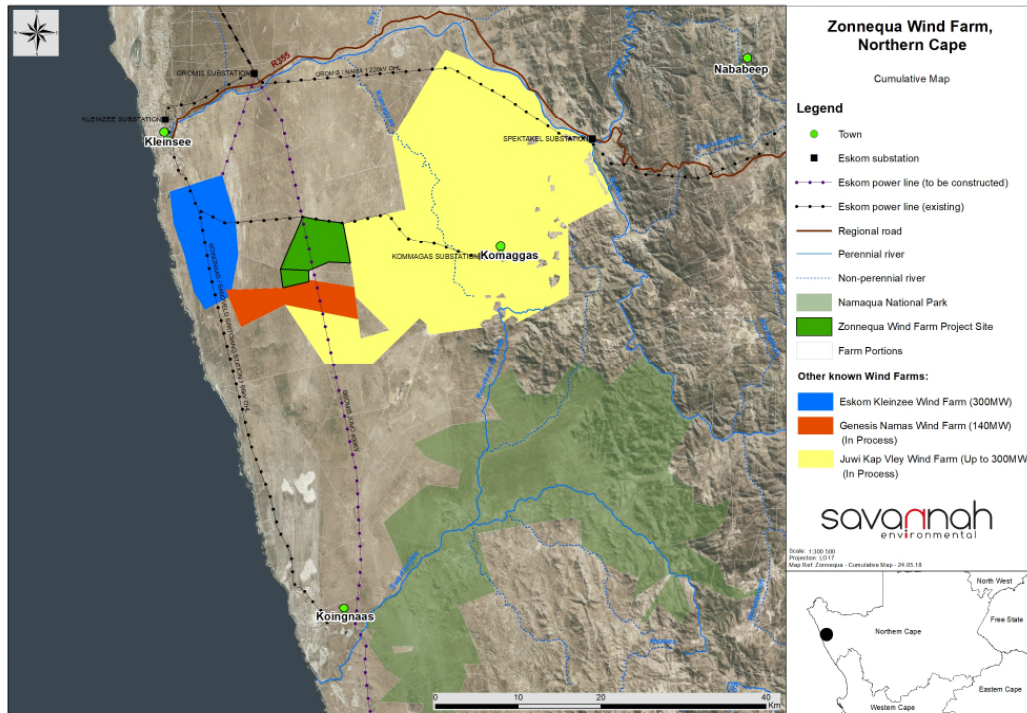 Zonnequa Wind Farm,
Northern Cape
Cumulative Map
Legend
Town
Eskom substation
Eskom power line (to be constructed)
Eskom power line (existing)
Regional road
Perennial river
Non-perennial river
Namaqua National Park
Zonnequa Wind Farm Project Site
Farm Portions
Other known Wind Farms:
Eskom Kleinzee Wind Farm (300MW)
Genesis Namas Wind Farm (140MW)
(In Process)
Juwi Kap Vley Wind Farm (Up to 300MW)
(In Process)
savannah
environmental
Scale: 1:300 500
Projection: LO17
Map Ref: Zonnequa - Cumulative Map - 24.05.18
North West
Free State
Northern Cape
Eastern Cape
Western Cape
R355
GROMIS SUBSTATION
GROMIS / NAMA 1 220kV OHL
Nababeep
KLEINZEE SUBSTATION
Kleinsee
SPEKTAKEL SUBSTATION
KOMMAGAS SUBSTATION
Komaggas
Koingnaas
0
10
20
40
Km